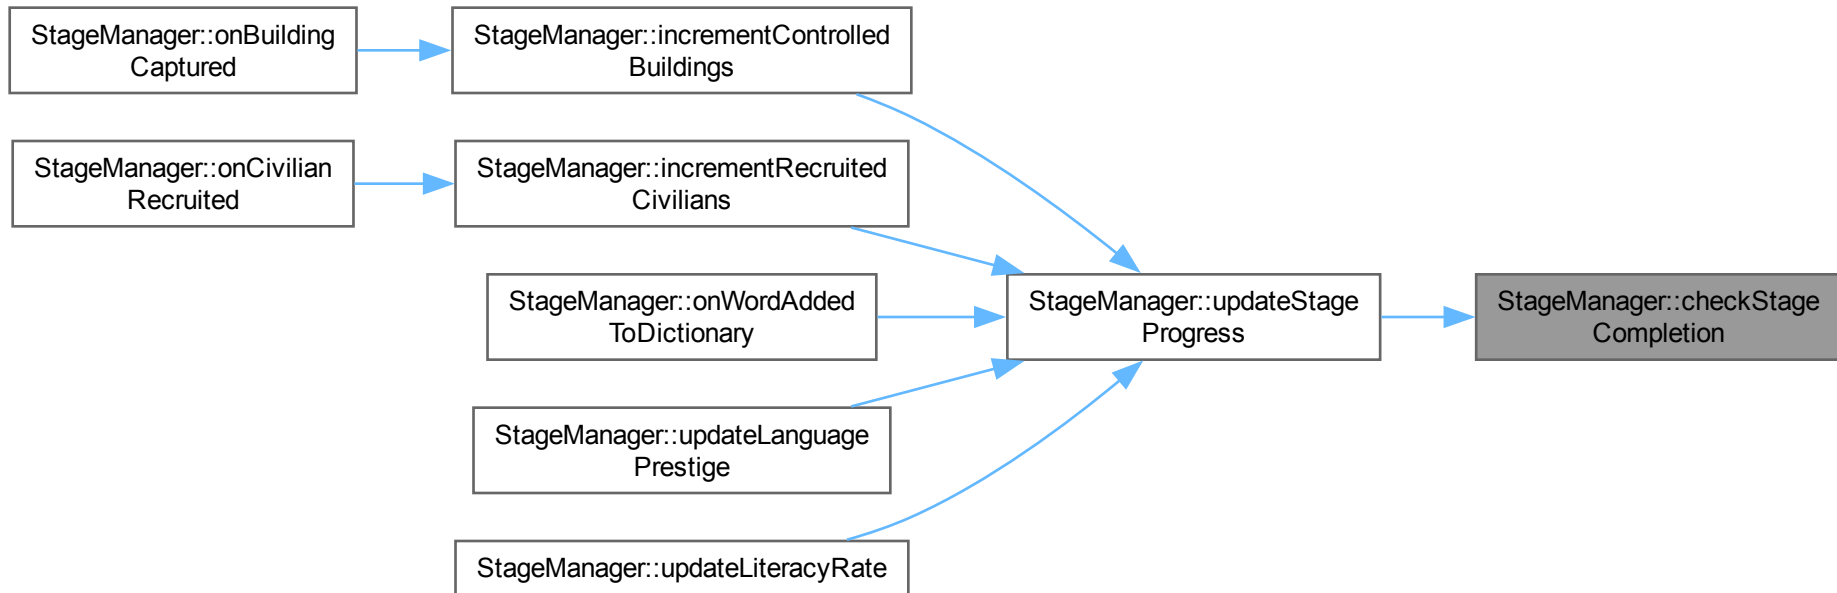 StageManager::onBuilding
Captured
StageManager::incrementControlled
Buildings
StageManager::onCivilian
Recruited
StageManager::incrementRecruited
Civilians
StageManager::onWordAdded
ToDictionary
StageManager::updateStage
Progress
StageManager::checkStage
Completion
StageManager::updateLanguage
Prestige
StageManager::updateLiteracyRate